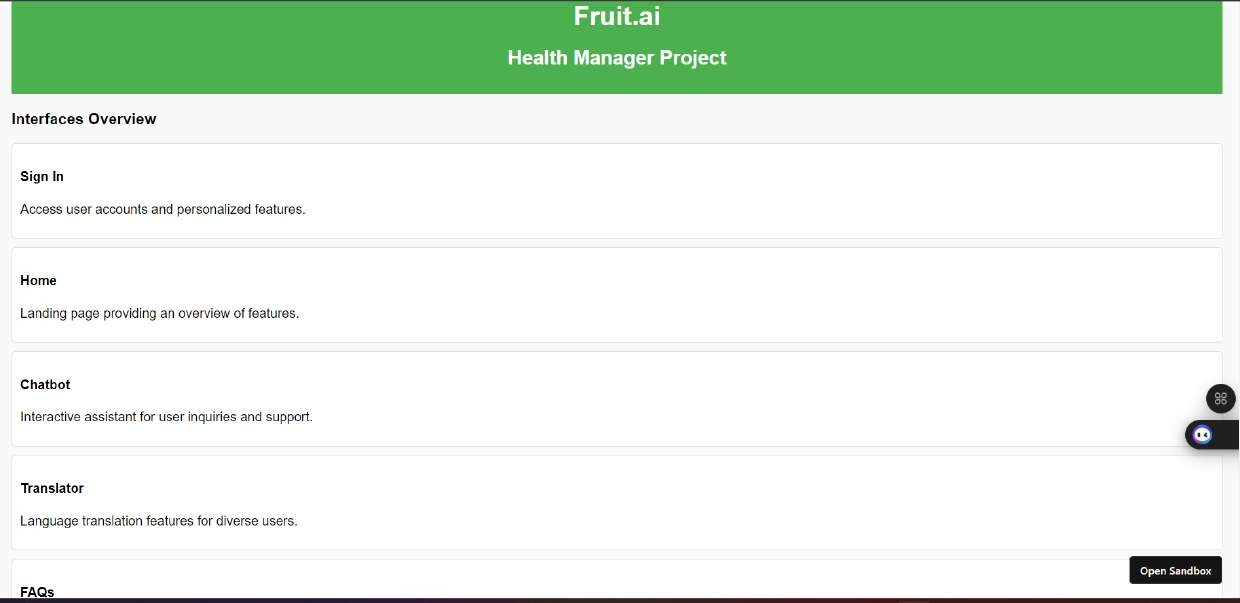 Fruit.ai
Health Manager Project
Interfaces Overview
Sign In
Access user accounts and personalized features.
Home
Landing page providing an overview of features.
Chatbot
Interactive assistant for user inquiries and support.
Translator
Language translation features for diverse users.
Open Sandbox
FAQs